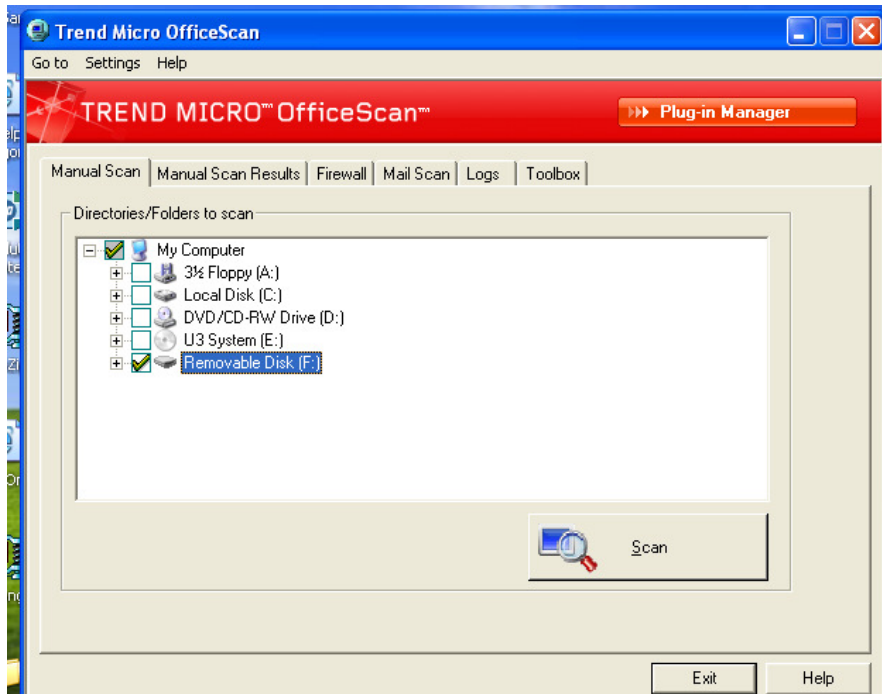 Trend Micro OfficeScan
Go to Settings Help
TREND MICRO™ OfficeScan™
Plug-in Manager
Manual Scan Manual Scan Results Firewall Mail Scan Logs Toolbox
Directories/Folders to scan
My Computer
3½ Floppy (A:)
Local Disk (C:)
DVD/CD-RW Drive (D:)
U3 System (E:)
Removable Disk (F:)
Scan
Exit Help